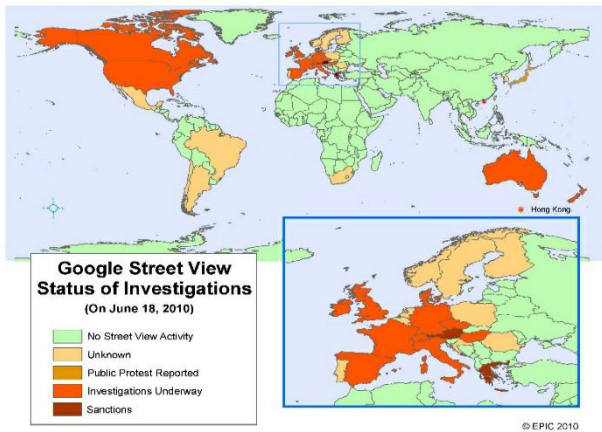 Hong Kong
Google Street View
Status of Investigations
(On June 18, 2010)
No Street View Activity
Unknown
Public Protest Reported
Investigations Underway
Sanctions
© EPIC 2010